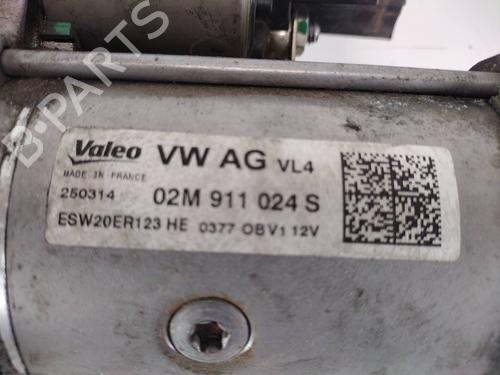 B-PARTS
Valeo VW AG VL4
MADE IN FRANCE
250314 02M 911 024 S
ESW20ER123 HE 0377 OBV1 12V